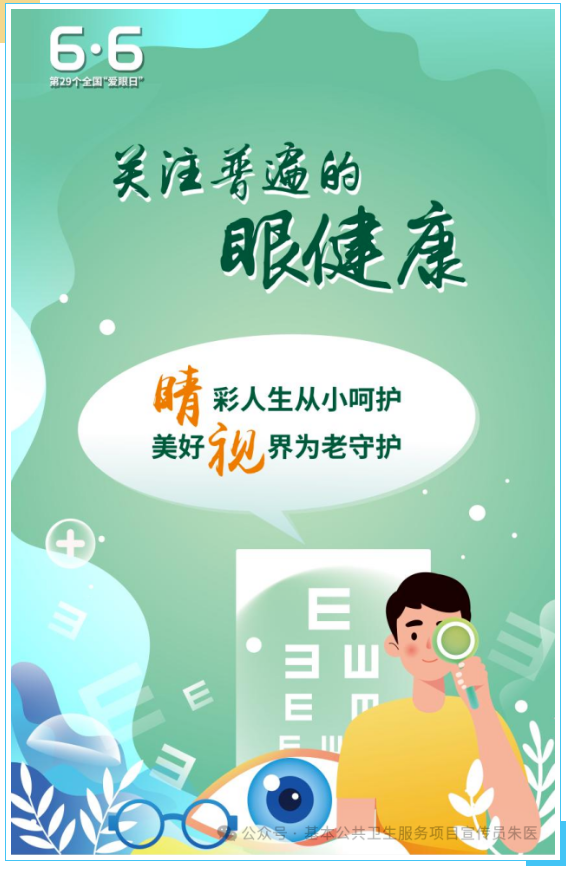 6·6
第29个全国“爱眼日”
关注普遍的
眼健康
睛彩人生从小呵护
美好视界为老守护
E
E E
E E
E E
公众号·基本公共卫生服务项目宣传员朱医